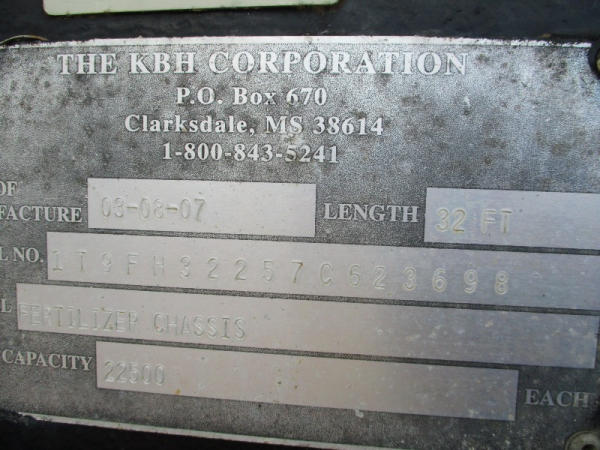 THE KBH CORPORATION
P.O. Box 670
Clarksdale, MS 38614
1-800-843-5241
OF
FACTURE 03-08-07 LENGTH 32 FT
L NO. 1T9FH32257C623698
L FERTILIZER CHASSIS
CAPACITY 22500 EACH